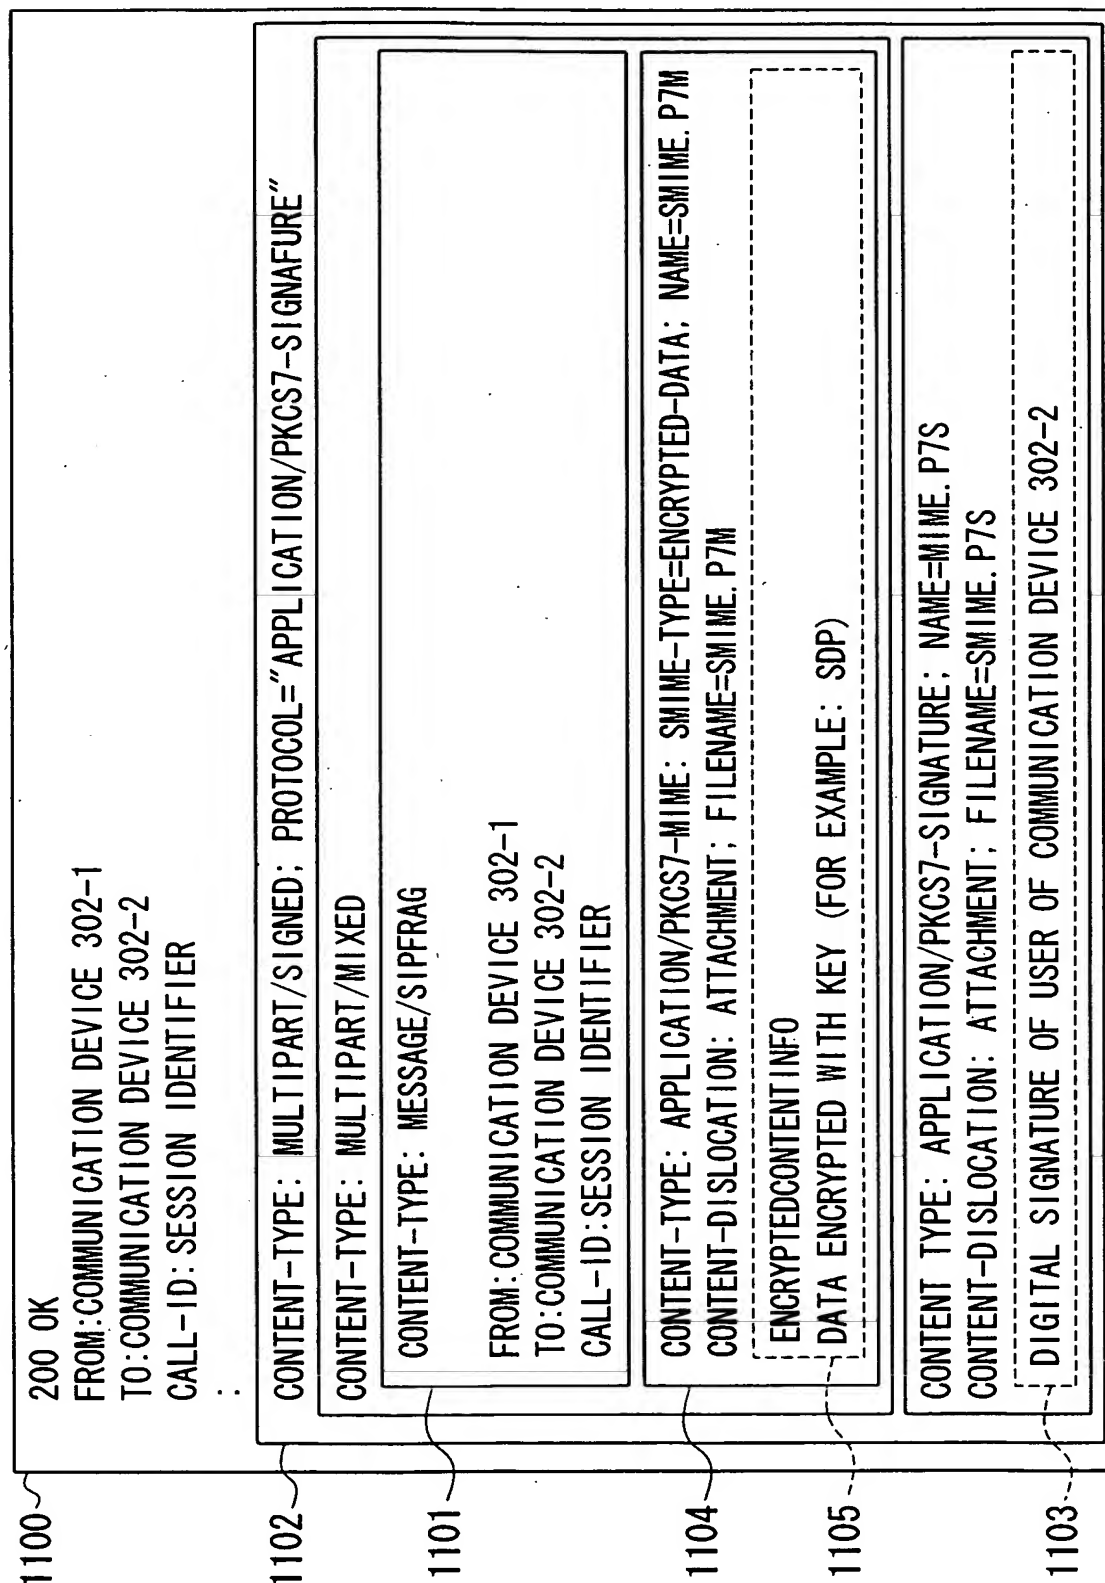 1100
200 OK
FROM:COMMUNICATION DEVICE 302-1
TO:COMMUNICATION DEVICE 302-2
CALL-ID:SESSION IDENTIFIER
:
1102
CONTENT-TYPE: MULTIPART/SIGNED; PROTOCOL="APPLICATION/PKCS7-SIGNAFURE"
CONTENT-TYPE: MULTIPART/MIXED
1101
CONTENT-TYPE: MESSAGE/SIPFRAG
FROM:COMMUNICATION DEVICE 302-1
TO:COMMUNICATION DEVICE 302-2
CALL-ID:SESSION IDENTIFIER
1104
CONTENT-TYPE: APPLICATION/PKCS7-MIME: SMIME-TYPE=ENCRYPTED-DATA; NAME=SMIME.P7M
CONTENT-DISLOCATION: ATTACHMENT; FILENAME=SMIME.P7M
1105
ENCRYPTEDCONTENTINFO
DATA ENCRYPTED WITH KEY (FOR EXAMPLE: SDP)
CONTENT TYPE: APPLICATION/PKCS7-SIGNATURE; NAME=MIME.P7S
CONTENT-DISLOCATION: ATTACHMENT; FILENAME=SMIME.P7S
1103
DIGITAL SIGNATURE OF USER OF COMMUNICATION DEVICE 302-2